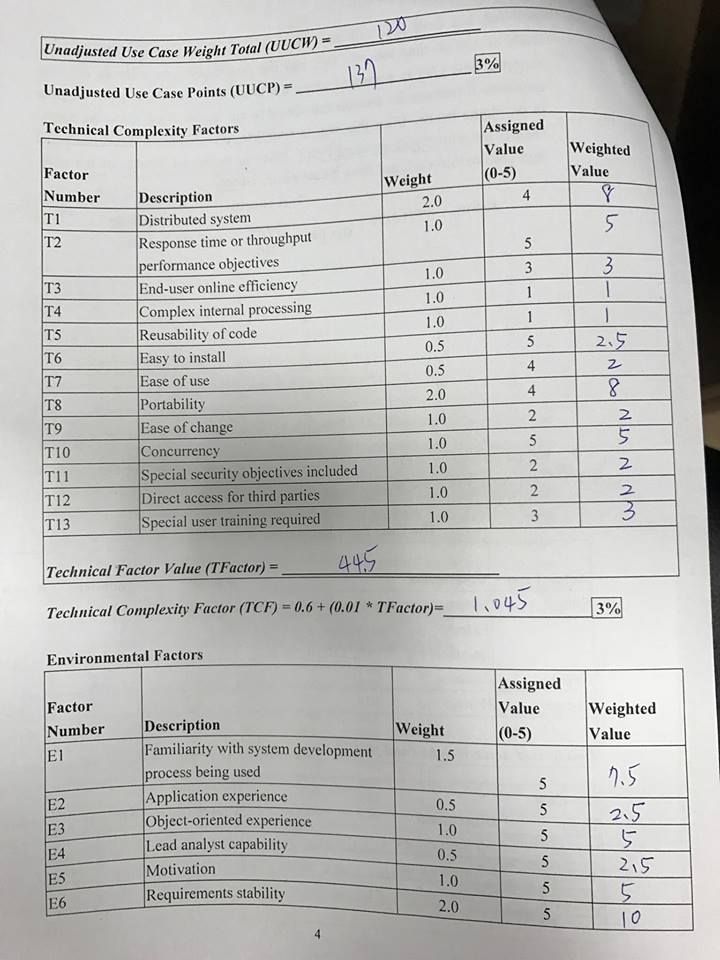 Unadjusted Use Case Weight Total (UUCW) = 120
Unadjusted Use Case Points (UUCP) = 137 3%
Technical Complexity Factors
Factor Number Description Weight Assigned Value (0-5) Weighted Value
T1 Distributed system 2.0 4 8
T2 Response time or throughput performance objectives 1.0 5 5
T3 End-user online efficiency 1.0 3 3
T4 Complex internal processing 1.0 1 1
T5 Reusability of code 1.0 1 1
T6 Easy to install 0.5 5 2.5
T7 Ease of use 0.5 4 2
T8 Portability 2.0 4 8
T9 Ease of change 1.0 2 2
T10 Concurrency 1.0 5 5
T11 Special security objectives included 1.0 2 2
T12 Direct access for third parties 1.0 2 2
T13 Special user training required 1.0 3 3
Technical Factor Value (TFactor) = 44.5
Technical Complexity Factor (TCF) = 0.6 + (0.01 * TFactor)= 1.045 3%
Environmental Factors
Factor Number Description Weight Assigned Value (0-5) Weighted Value
E1 Familiarity with system development process being used 1.5 5 7.5
E2 Application experience 0.5 5 2.5
E3 Object-oriented experience 1.0 5 5
E4 Lead analyst capability 0.5 5 2.5
E5 Motivation 1.0 5 5
E6 Requirements stability 2.0 5 10
4